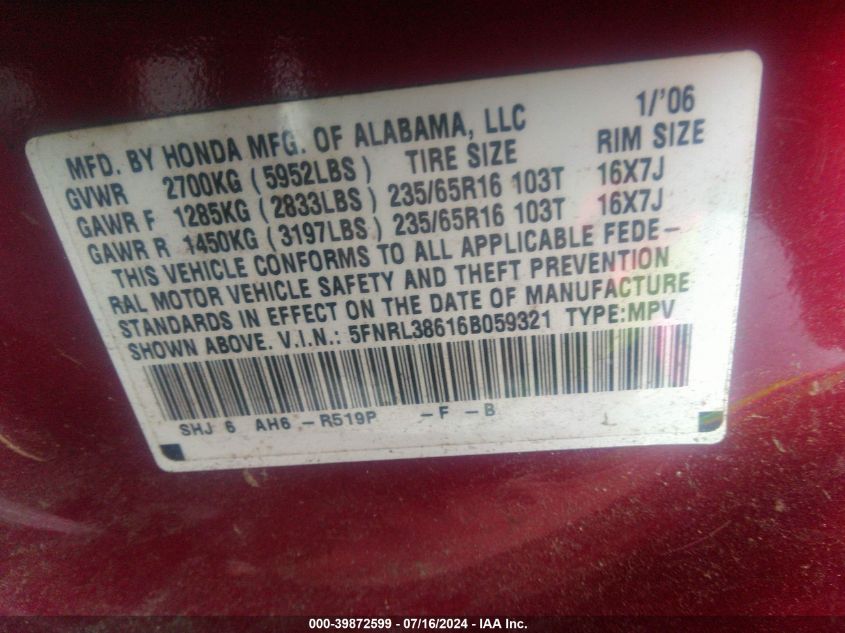 MFD. BY HONDA MFG. OF ALABAMA, LLC 1/'06
GVWR 2700KG (5952LBS) TIRE SIZE RIM SIZE
GAWR F 1285KG (2833LBS) 235/65R16 103T 16X7J
GAWR R 1450KG (3197LBS) 235/65R16 103T 16X7J
THIS VEHICLE CONFORMS TO ALL APPLICABLE FEDE-
RAL MOTOR VEHICLE SAFETY AND THEFT PREVENTION
STANDARDS IN EFFECT ON THE DATE OF MANUFACTURE
SHOWN ABOVE. V.I.N.: 5FNRL38616B059321 TYPE:MPV
SHJ 6 AH6 -R519P -F -B
000-39872599 - 07/16/2024 - IAA Inc.